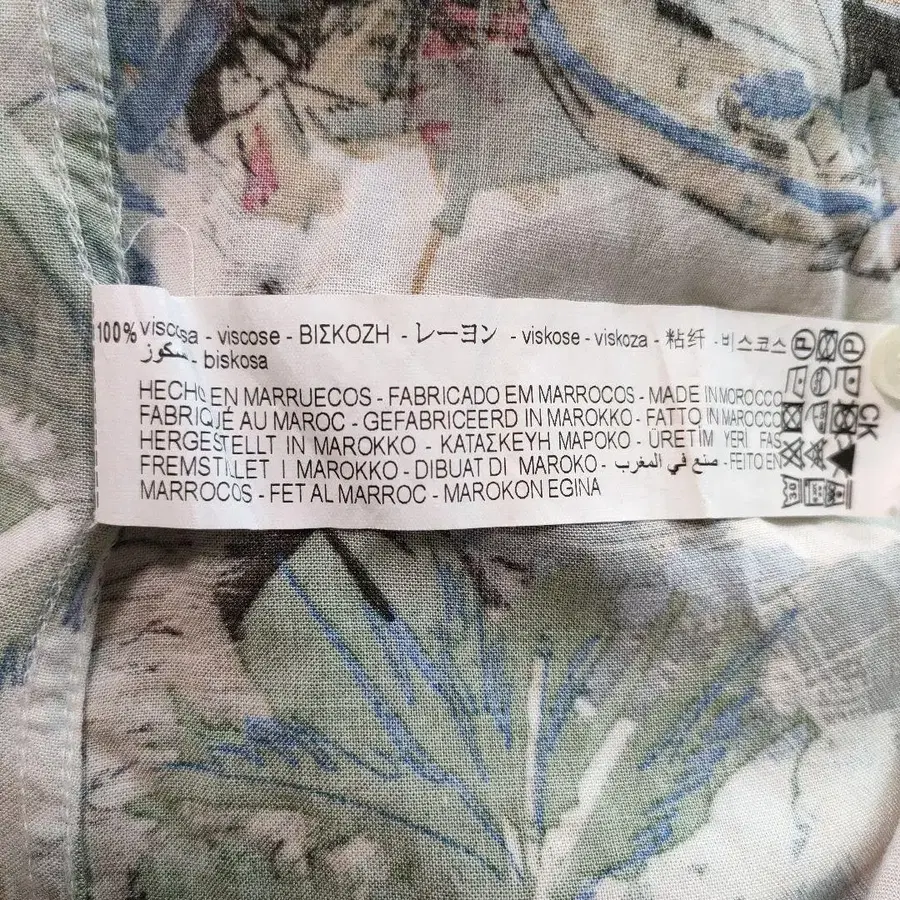 100% viscosa - viscose - ΒΙΣΚΟΖΗ - レーヨン - viskose - viskoza - 粘纤 - 비스코스
سكوز - biskosa
HECHO EN MARRUECOS - FABRICADO EM MARROCOS - MADE IN MOROCCO
FABRIQUÉ AU MAROC - GEFABRICEERD IN MAROKKO - FATTO IN MAROCCO
HERGESTELLT IN MAROKKO - ΚΑΤΑΣΚΕΥΗ ΜΑΡΟΚΟ - ÜRETİM YERİ FAS
FREMSTILLET I MAROKKO - DIBUAT DI MAROKO - صنع في المغرب - FEITO EN
MARROCOS - FET AL MARROC - MAROKON EGINA
CK